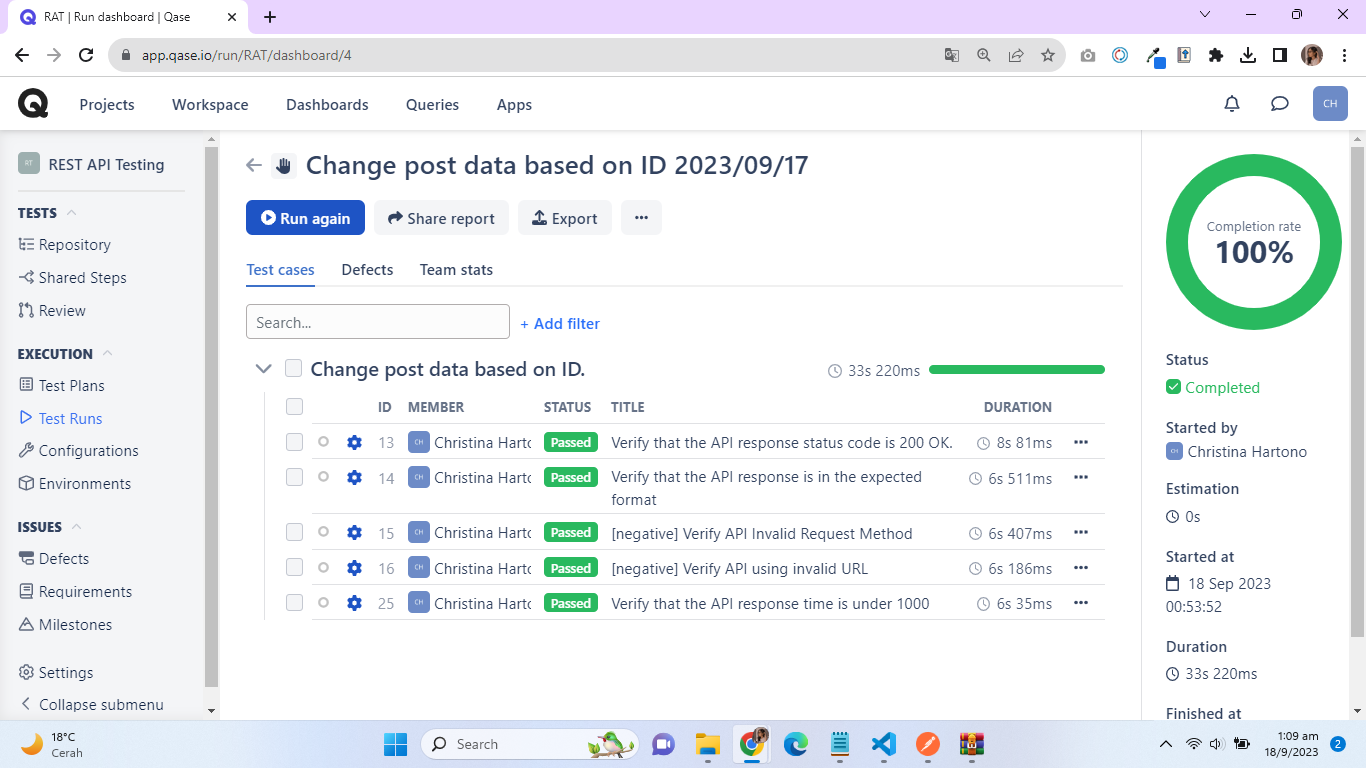 RAT | Run dashboard | Qase
app.qase.io/run/RAT/dashboard/4
Projects Workspace Dashboards Queries Apps CH
RT REST API Testing
TESTS
Repository
Shared Steps
Review
EXECUTION
Test Plans
Test Runs
Configurations
Environments
ISSUES
Defects
Requirements
Milestones
Settings
Collapse submenu
Change post data based on ID 2023/09/17
Run again Share report Export
Test cases Defects Team stats
Search...
+ Add filter
Change post data based on ID. 33s 220ms
ID MEMBER STATUS TITLE DURATION
13 CH Christina Harto Passed Verify that the API response status code is 200 OK. 8s 81ms
14 CH Christina Harto Passed Verify that the API response is in the expected 6s 511ms
format
15 CH Christina Harto Passed [negative] Verify API Invalid Request Method 6s 407ms
16 CH Christina Harto Passed [negative] Verify API using invalid URL 6s 186ms
25 CH Christina Harto Passed Verify that the API response time is under 1000 6s 35ms
Completion rate
100%
Status
Completed
Started by
CH Christina Hartono
Estimation
0s
Started at
18 Sep 2023
00:53:52
Duration
33s 220ms
Finished at
18°C
Cerah
Search
1:09 am
18/9/2023
2